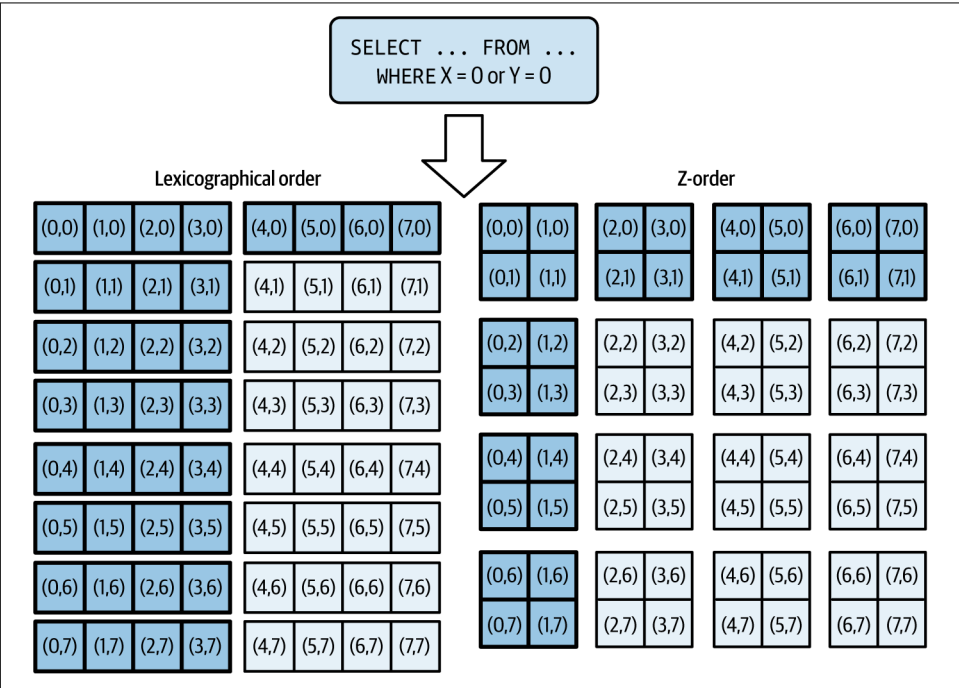 SELECT ... FROM ...
WHERE X = 0 or Y = 0
Lexicographical order
(0,0) (1,0) (2,0) (3,0) (4,0) (5,0) (6,0) (7,0)
(0,1) (1,1) (2,1) (3,1) (4,1) (5,1) (6,1) (7,1)
(0,2) (1,2) (2,2) (3,2) (4,2) (5,2) (6,2) (7,2)
(0,3) (1,3) (2,3) (3,3) (4,3) (5,3) (6,3) (7,3)
(0,4) (1,4) (2,4) (3,4) (4,4) (5,4) (6,4) (7,4)
(0,5) (1,5) (2,5) (3,5) (4,5) (5,5) (6,5) (7,5)
(0,6) (1,6) (2,6) (3,6) (4,6) (5,6) (6,6) (7,6)
(0,7) (1,7) (2,7) (3,7) (4,7) (5,7) (6,7) (7,7)
Z-order
(0,0) (1,0) (2,0) (3,0) (4,0) (5,0) (6,0) (7,0)
(0,1) (1,1) (2,1) (3,1) (4,1) (5,1) (6,1) (7,1)
(0,2) (1,2) (2,2) (3,2) (4,2) (5,2) (6,2) (7,2)
(0,3) (1,3) (2,3) (3,3) (4,3) (5,3) (6,3) (7,3)
(0,4) (1,4) (2,4) (3,4) (4,4) (5,4) (6,4) (7,4)
(0,5) (1,5) (2,5) (3,5) (4,5) (5,5) (6,5) (7,5)
(0,6) (1,6) (2,6) (3,6) (4,6) (5,6) (6,6) (7,6)
(0,7) (1,7) (2,7) (3,7) (4,7) (5,7) (6,7) (7,7)